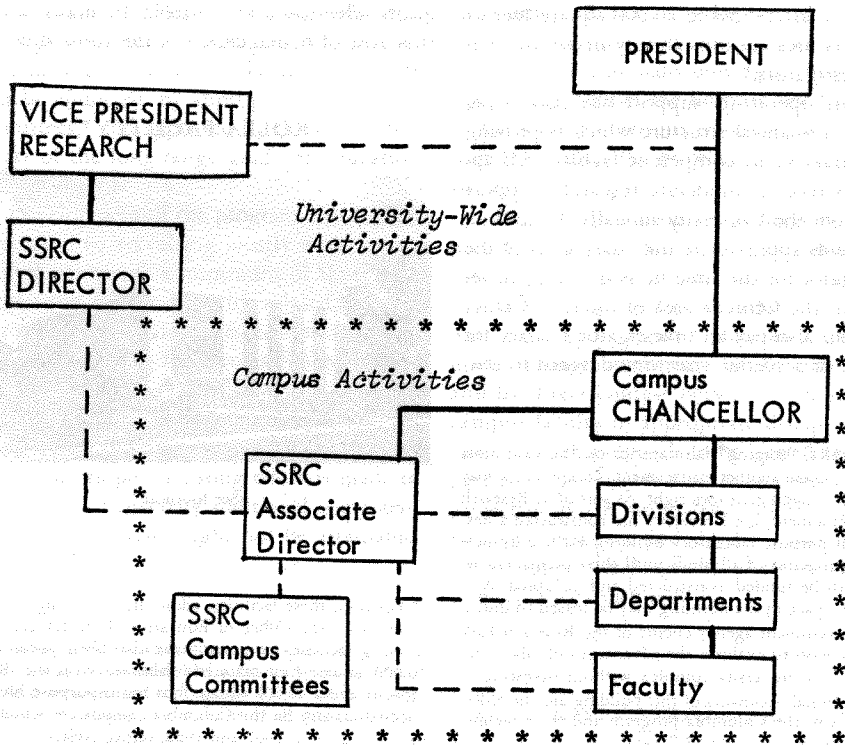 PRESIDENT
VICE PRESIDENT
RESEARCH
University-Wide
Activities
SSRC
DIRECTOR
Campus Activities
Campus
CHANCELLOR
SSRC
Associate
Director
Divisions
Departments
SSRC
Campus
Committees
Faculty